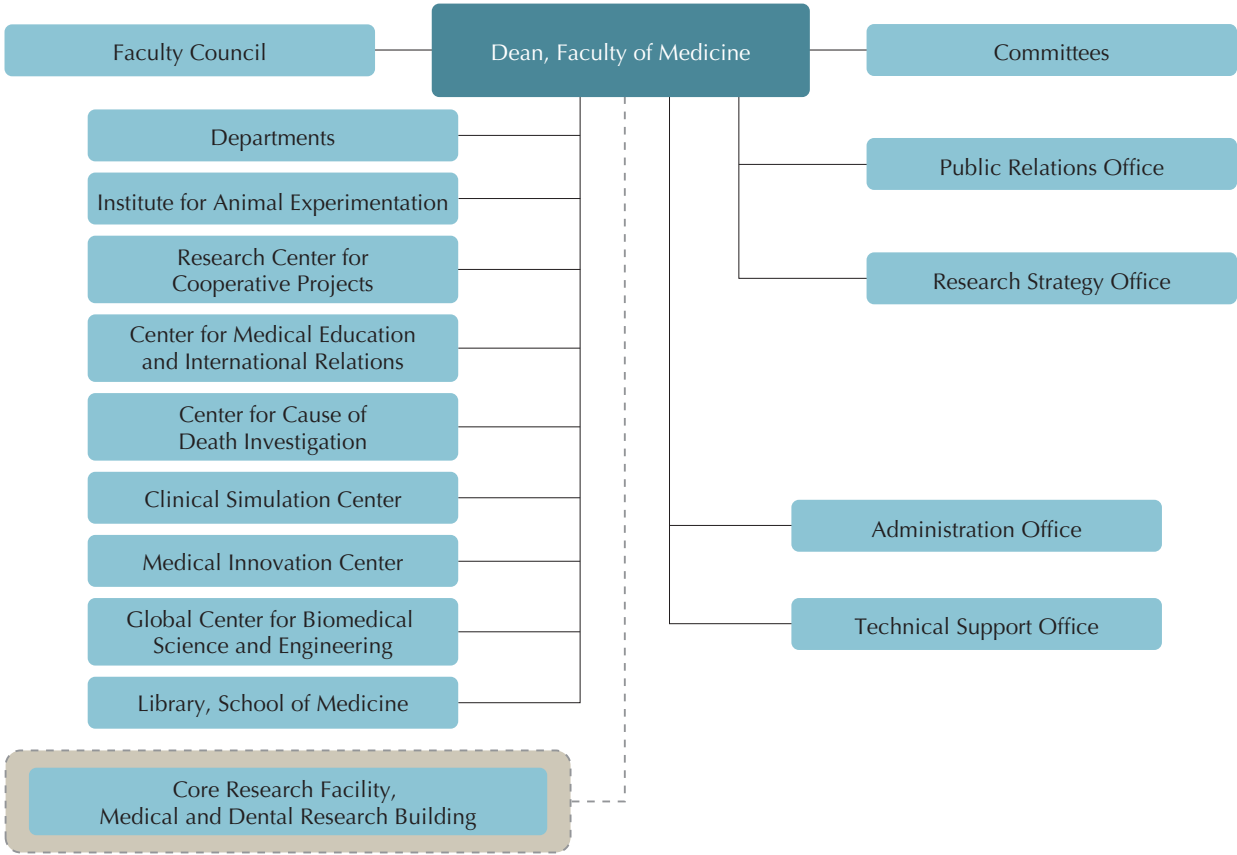 Faculty Council
Dean, Faculty of Medicine
Committees
Departments
Institute for Animal Experimentation
Research Center for
Cooperative Projects
Center for Medical Education
and International Relations
Center for Cause of
Death Investigation
Clinical Simulation Center
Medical Innovation Center
Global Center for Biomedical
Science and Engineering
Library, School of Medicine
Core Research Facility,
Medical and Dental Research Building
Public Relations Office
Research Strategy Office
Administration Office
Technical Support Office